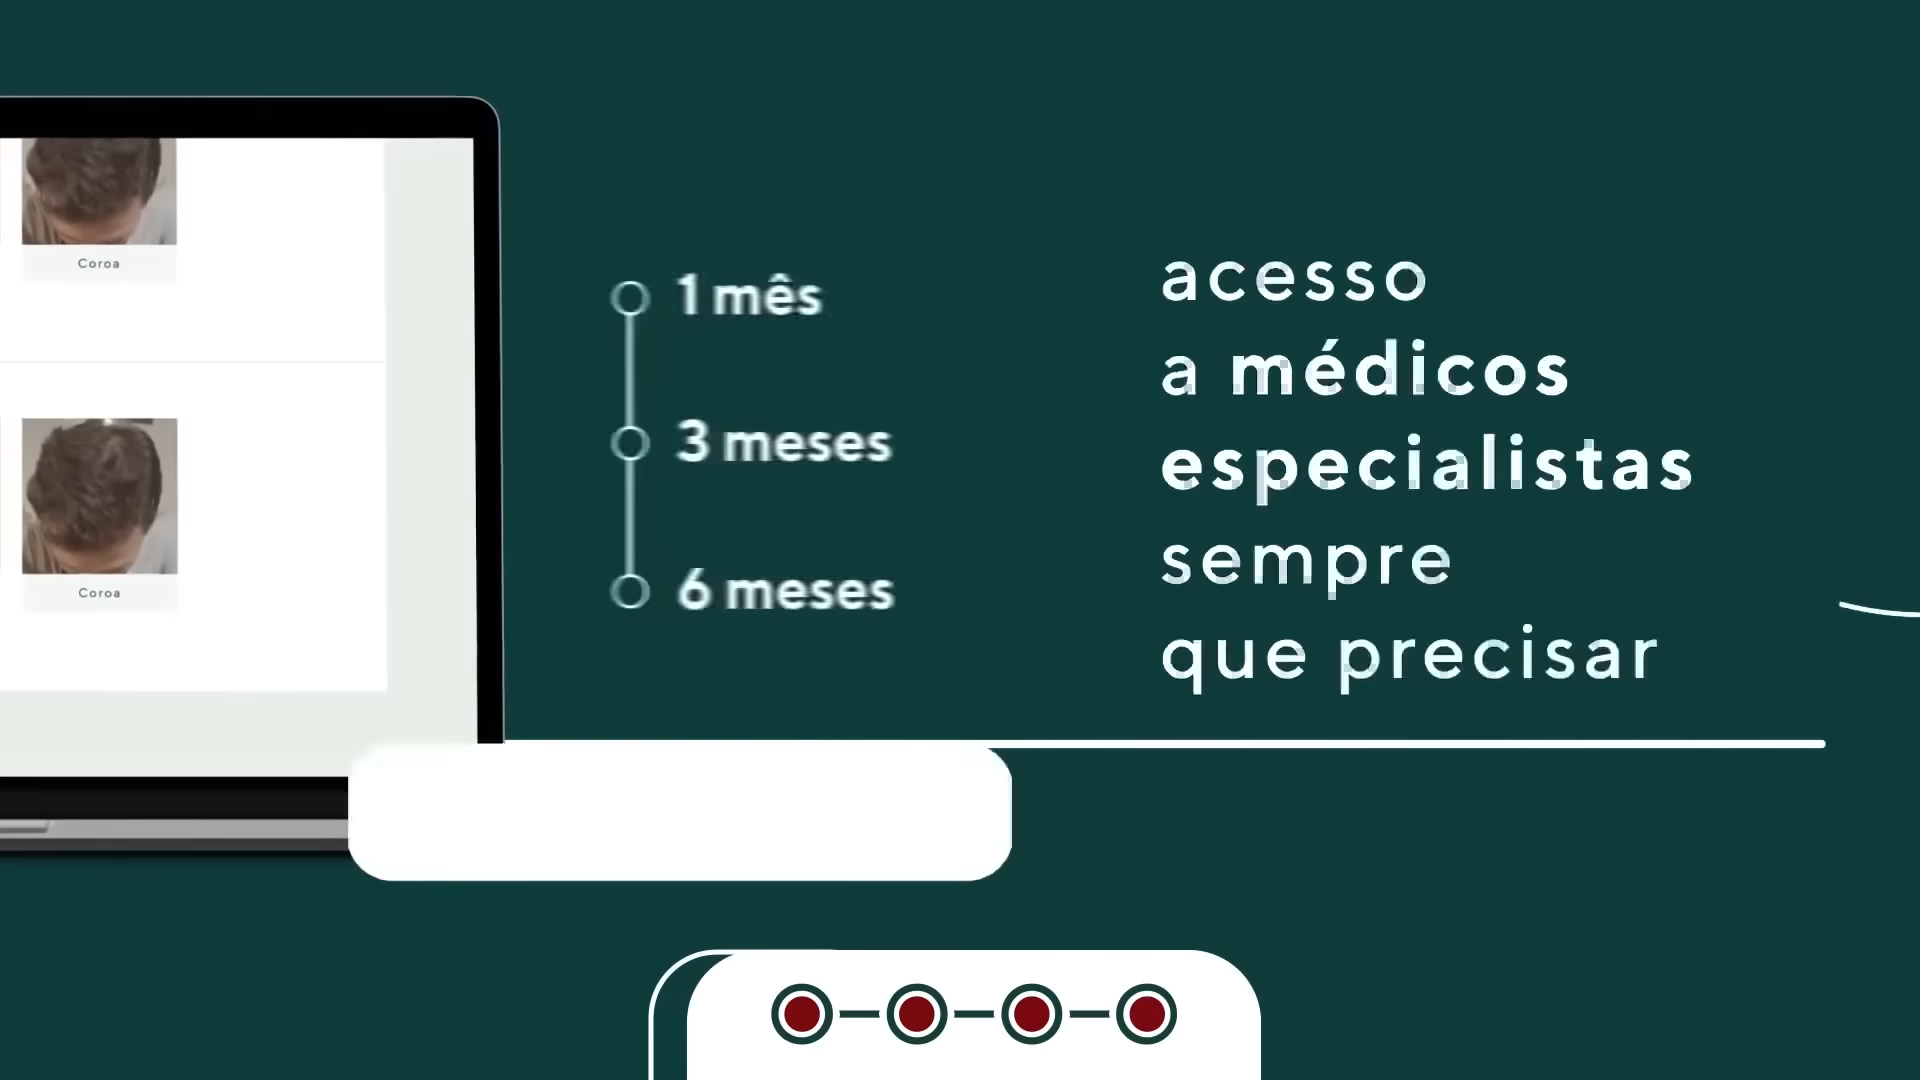 Coroa
Coroa
1 mês
3 meses
6 meses
acesso
a médicos
especialistas
sempre
que precisar